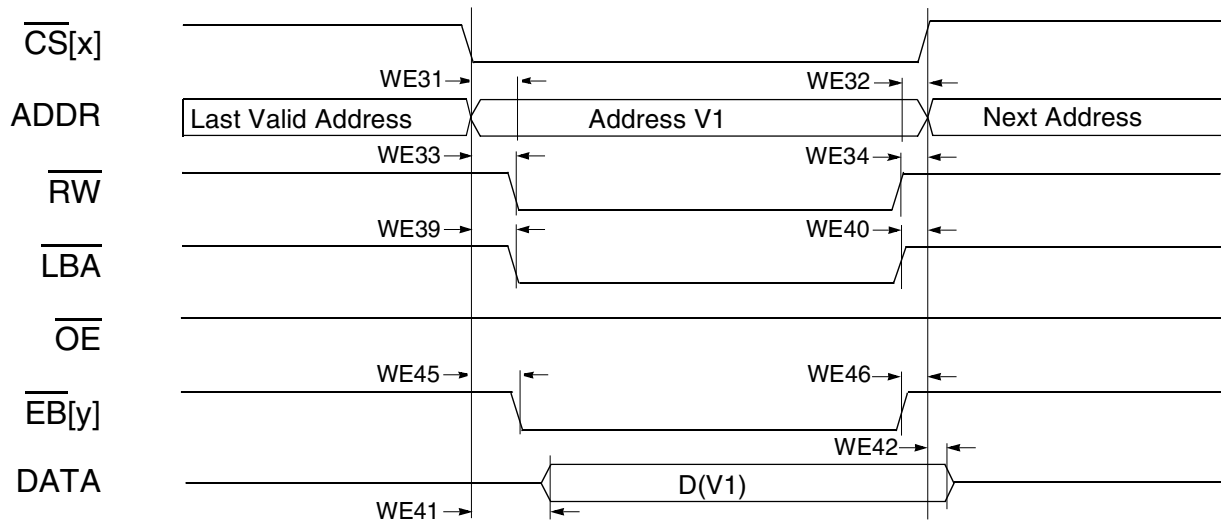 CS[x]
WE31
WE32
ADDR
Last Valid Address
Address V1
Next Address
WE33
WE34
RW
WE39
WE40
LBA
OE
WE45
WE46
EB[y]
WE42
DATA
D(V1)
WE41